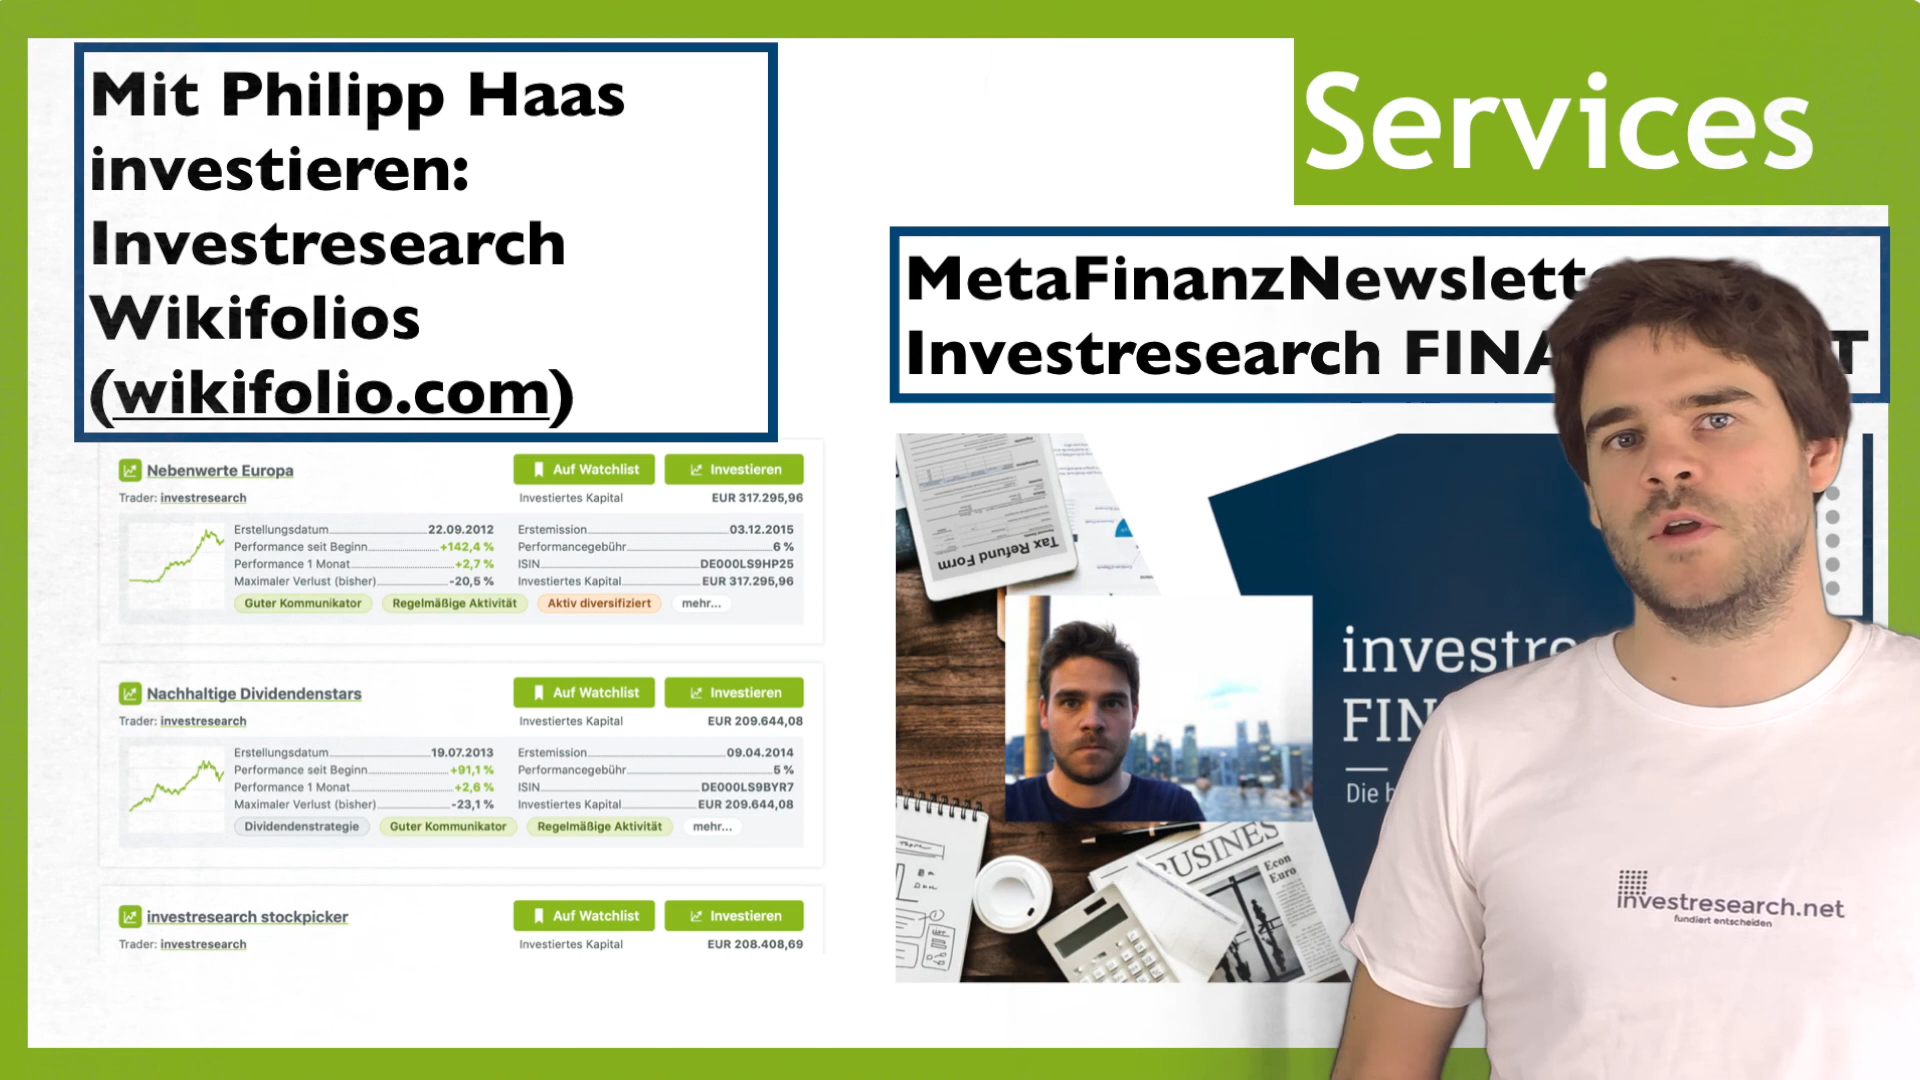 Mit Philipp Haas
investieren:
Investresearch
Wikifolios
(wikifolio.com)
Services
MetaFinanzNewslett
Investresearch FINA T
Nebenwerte Europa
Auf Watchlist
Investieren
Trader: investresearch
Investiertes Kapital EUR 317.295,96
Erstellungsdatum 22.09.2012
Performance seit Beginn +142,4 %
Performance 1 Monat +2,7 %
Maximaler Verlust (bisher) -20,5 %
Erstemission 03.12.2015
Performancegebühr 6 %
ISIN DE000LS9HP25
Investiertes Kapital EUR 317.295,96
Guter Kommunikator
Regelmäßige Aktivität
Aktiv diversifiziert
mehr...
Nachhaltige Dividendenstars
Auf Watchlist
Investieren
Trader: investresearch
Investiertes Kapital EUR 209.644,08
Erstellungsdatum 19.07.2013
Performance seit Beginn +91,1 %
Performance 1 Monat +2,6 %
Maximaler Verlust (bisher) -23,1 %
Erstemission 09.04.2014
Performancegebühr 5 %
ISIN DE000LS9BYR7
Investiertes Kapital EUR 209.644,08
Dividendenstrategie
Guter Kommunikator
Regelmäßige Aktivität
mehr...
investresearch stockpicker
Auf Watchlist
Investieren
Trader: investresearch
Investiertes Kapital EUR 208.408,69
Tax Refund Form
investre
FIN
Die
BUSINES
Econ
Euro
investresearch.net
fundiert entscheiden